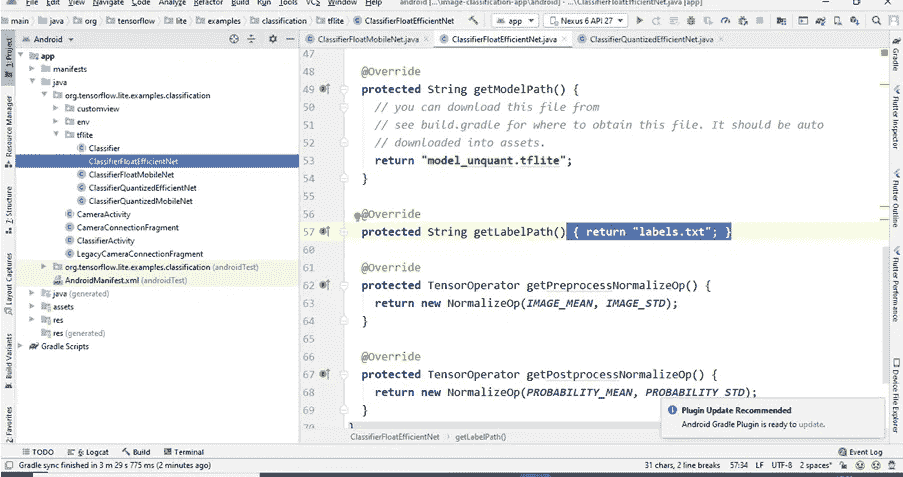 File Edit View Navigate Code Analyze Refactor Build Run Tools VCS Window Help
android [...\image-classification-app\android] - ...\ClassifierFloatEfficientNet.java [app]
main java org tensorflow lite examples classification tflite ClassifierFloatEfficientNet
app
Nexus 6 API 27
Android
ClassifierFloatMobileNet.java
ClassifierFloatEfficientNet.java
ClassifierQuantizedEfficientNet.java
1: Project
Resource Manager
Z: Structure
Layout Captures
Build Variants
2: Favorites
app
manifests
java
org.tensorflow.lite.examples.classification
customview
env
tflite
Classifier
ClassifierFloatEfficientNet
ClassifierFloatMobileNet
ClassifierQuantizedEfficientNet
ClassifierQuantizedMobileNet
CameraActivity
CameraConnectionFragment
ClassifierActivity
LegacyCameraConnectionFragment
org.tensorflow.lite.examples.classification (androidTest)
AndroidManifest.xml (androidTest)
java (generated)
assets
res
res (generated)
Gradle Scripts
47
48 @Override
49 protected String getModelPath() {
50 // you can download this file from
51 // see build.gradle for where to obtain this file. It should be auto
52 // downloaded into assets.
53 return "model_unquant.tflite";
54 }
55
56 @Override
57 protected String getLabelPath() { return "labels.txt"; }
60
61 @Override
62 protected TensorOperator getPreprocessNormalizeOp() {
63 return new NormalizeOp(IMAGE_MEAN, IMAGE_STD);
64 }
65
66 @Override
67 protected TensorOperator getPostprocessNormalizeOp() {
68 return new NormalizeOp(PROBABILITY_MEAN, PROBABILITY_STD);
69 }
70 }
ClassifierFloatEfficientNet getLabelPath()
Plugin Update Recommended
Android Gradle Plugin is ready to update.
Gradle
Flutter Inspector
Flutter Outline
Flutter Performance
Device File Explorer
TODO 6: Logcat Build Terminal
Event Log
Gradle sync finished in 3 m 29 s 775 ms (2 minutes ago)
31 chars, 2 line breaks 57:34 LF UTF-8 2 spaces*